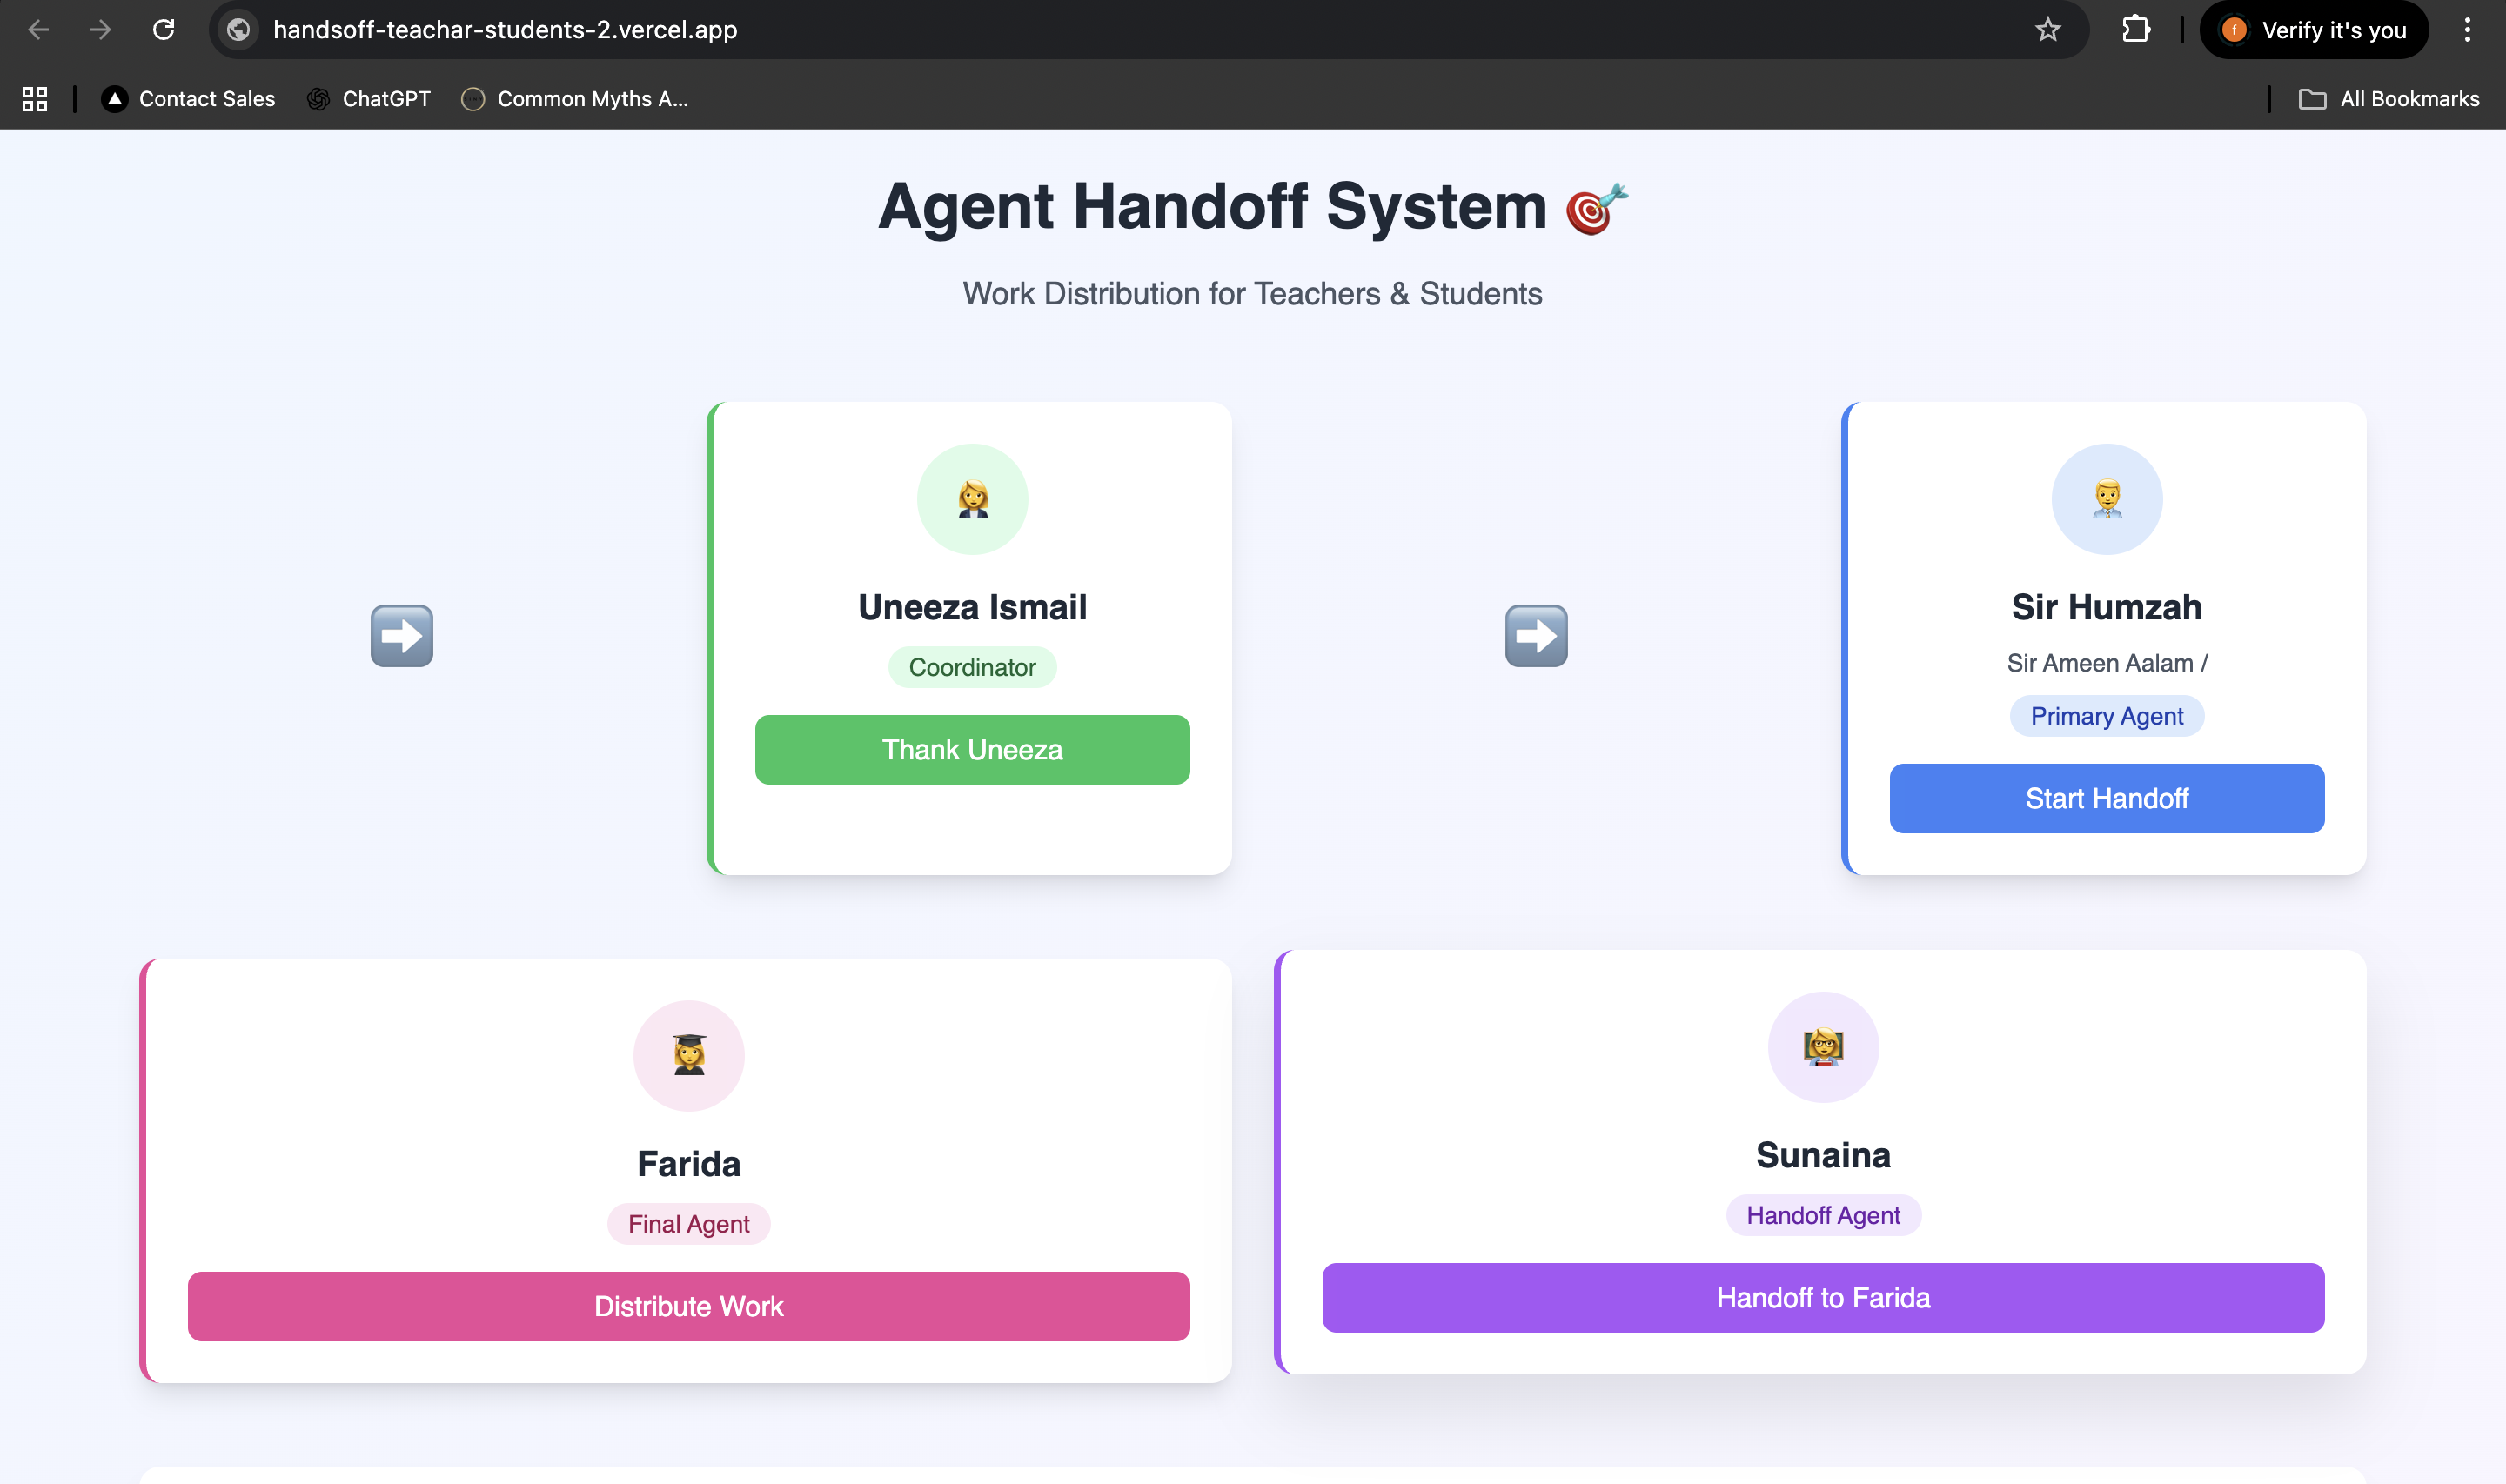 handsoff-teachar-students-2.vercel.app
f
Verify it's you
Contact Sales
ChatGPT
Common Myths A...
All Bookmarks
Agent Handoff System
Work Distribution for Teachers & Students
Uneeza Ismail
Coordinator
Thank Uneeza
Sir Humzah
Sir Ameen Aalam /
Primary Agent
Start Handoff
Farida
Final Agent
Distribute Work
Sunaina
Handoff Agent
Handoff to Farida